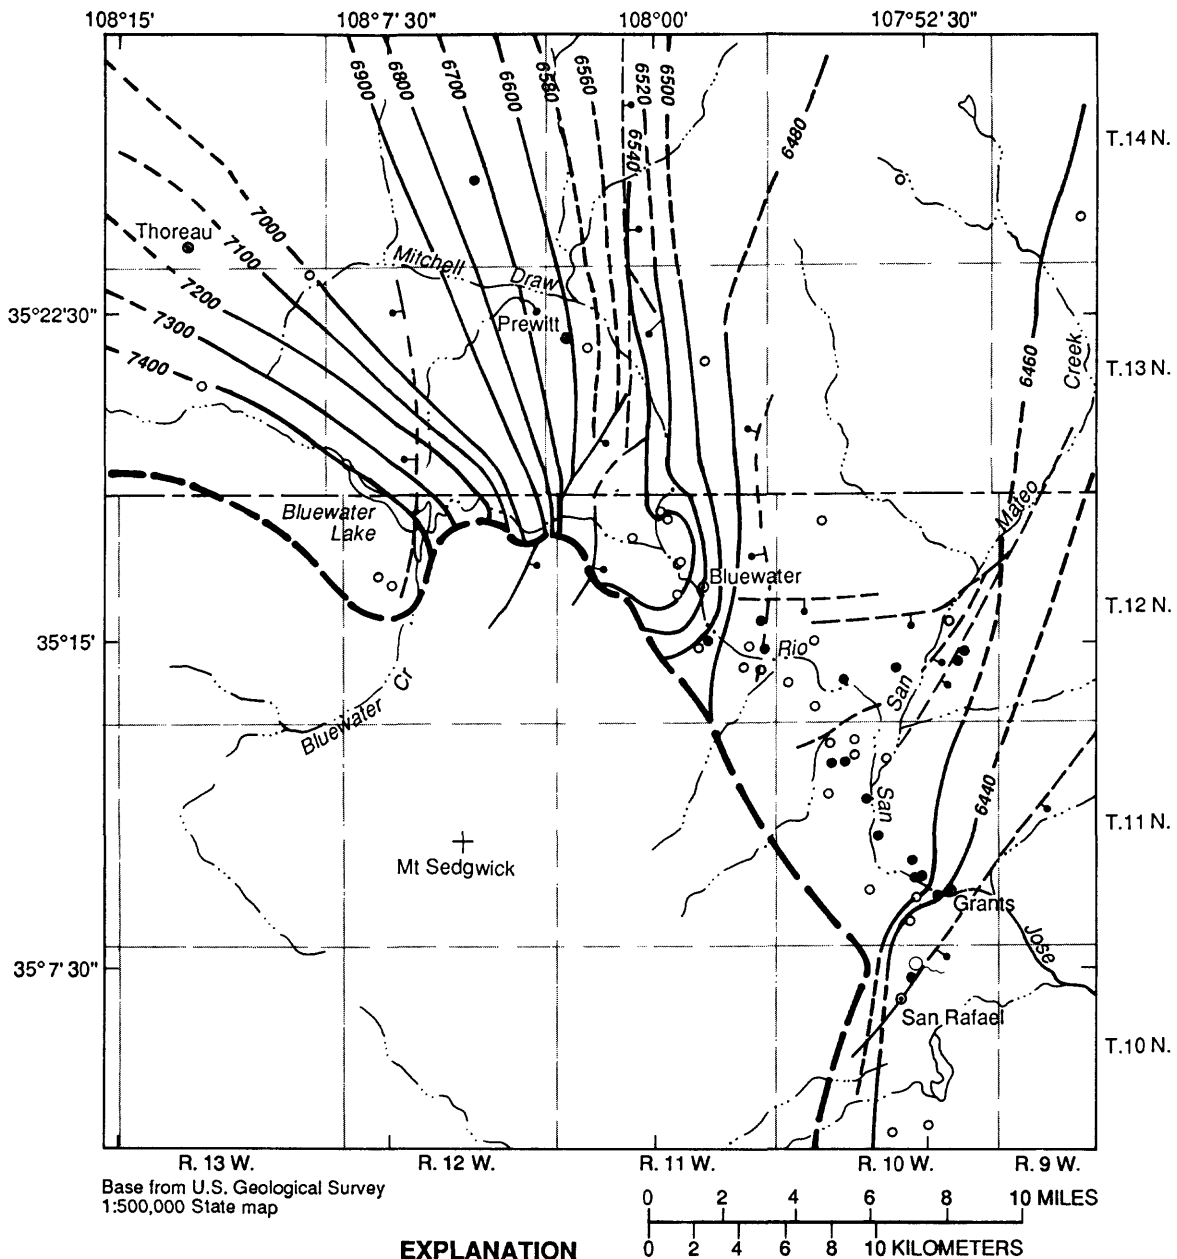 108°15' 108°7'30" 108°00' 107°52'30"
6900 6800 6700 6600 6580 6560 6540 6520 6500
6480
T.14 N.
Thoreau
7000
7100
7200
7300
7400
Mitchell Draw
Prewitt
35°22'30"
6460
Creek
T.13 N.
Bluewater
Lake
Mateo
Bluewater
T.12 N.
35°15'
Rio
San
Cr
Bluewater
6440
San
T.11 N.
Mt Sedgwick
Grants
Jose
35°7'30"
San Rafael
T.10 N.
R. 13 W. R. 12 W. R. 11 W. R. 10 W. R. 9 W.
Base from U.S. Geological Survey
1:500,000 State map
0 2 4 6 8 10 MILES
0 2 4 6 8 10 KILOMETERS
EXPLANATION